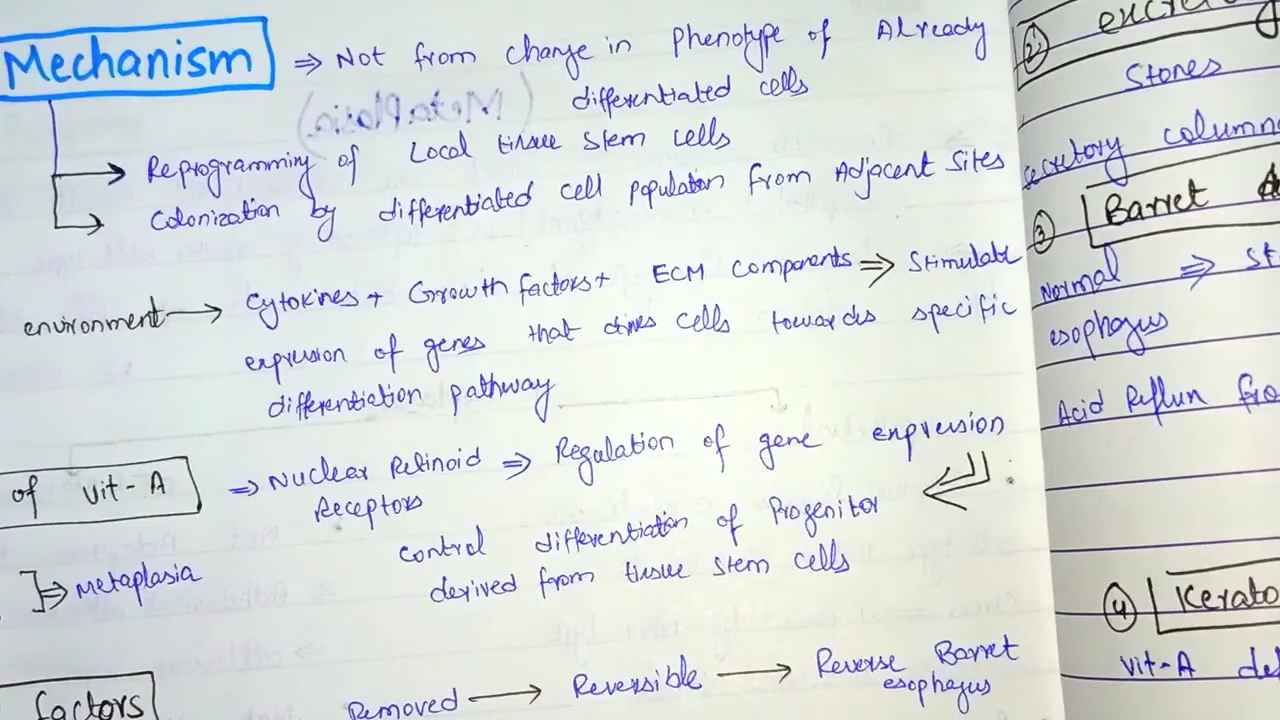 Mechanism ⇒ Not from change in phenotype of Already
differentiated cells
(Metaplasia)
Reprogramming of Local tissue stem cells
Colonization by differentiated cell population from Adjacent Sites
environment → Cytokines + Growth factors + ECM components ⇒ Stimulate
expression of genes that drives cells towards specific
differentiation pathway
of vit-A ⇒ Nuclear Retinoid ⇒ Regulation of gene expression
Receptors
control differentiation of Progenitor
derived from tissue stem cells
]⇒ Metaplasia
factors
Removed → Reversible → Reverse Barret
esophagus
Stones
secretory
③ Barret
Normal ⇒
esophagus
Acid Reflux
④
vit-A